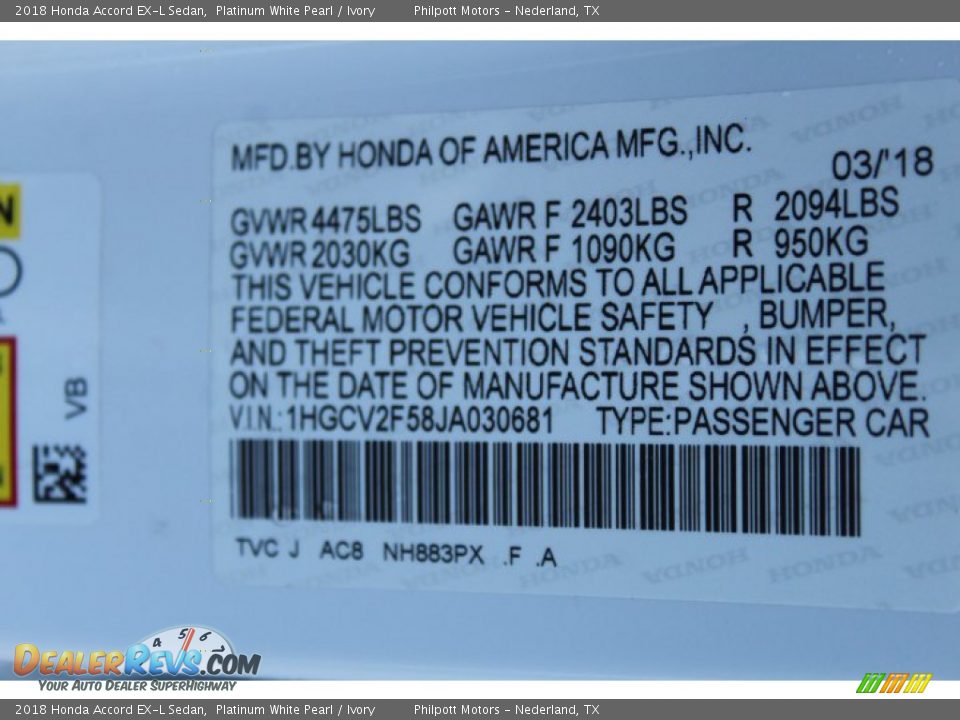 2018 Honda Accord EX-L Sedan, Platinum White Pearl / Ivory Philpott Motors - Nederland, TX
MFD.BY HONDA OF AMERICA MFG.,INC.
03/'18
GVWR 4475LBS GAWR F 2403LBS R 2094LBS
GVWR 2030KG GAWR F 1090KG R 950KG
THIS VEHICLE CONFORMS TO ALL APPLICABLE
FEDERAL MOTOR VEHICLE SAFETY , BUMPER,
AND THEFT PREVENTION STANDARDS IN EFFECT
ON THE DATE OF MANUFACTURE SHOWN ABOVE.
V.I.N.:1HGCV2F58JA030681 TYPE:PASSENGER CAR
TVC J AC8 NH883PX .F .A
N
VB
4 5 6 7
DEALERREVS.COM
YOUR AUTO DEALER SUPERHIGHWAY
2018 Honda Accord EX-L Sedan, Platinum White Pearl / Ivory Philpott Motors - Nederland, TX